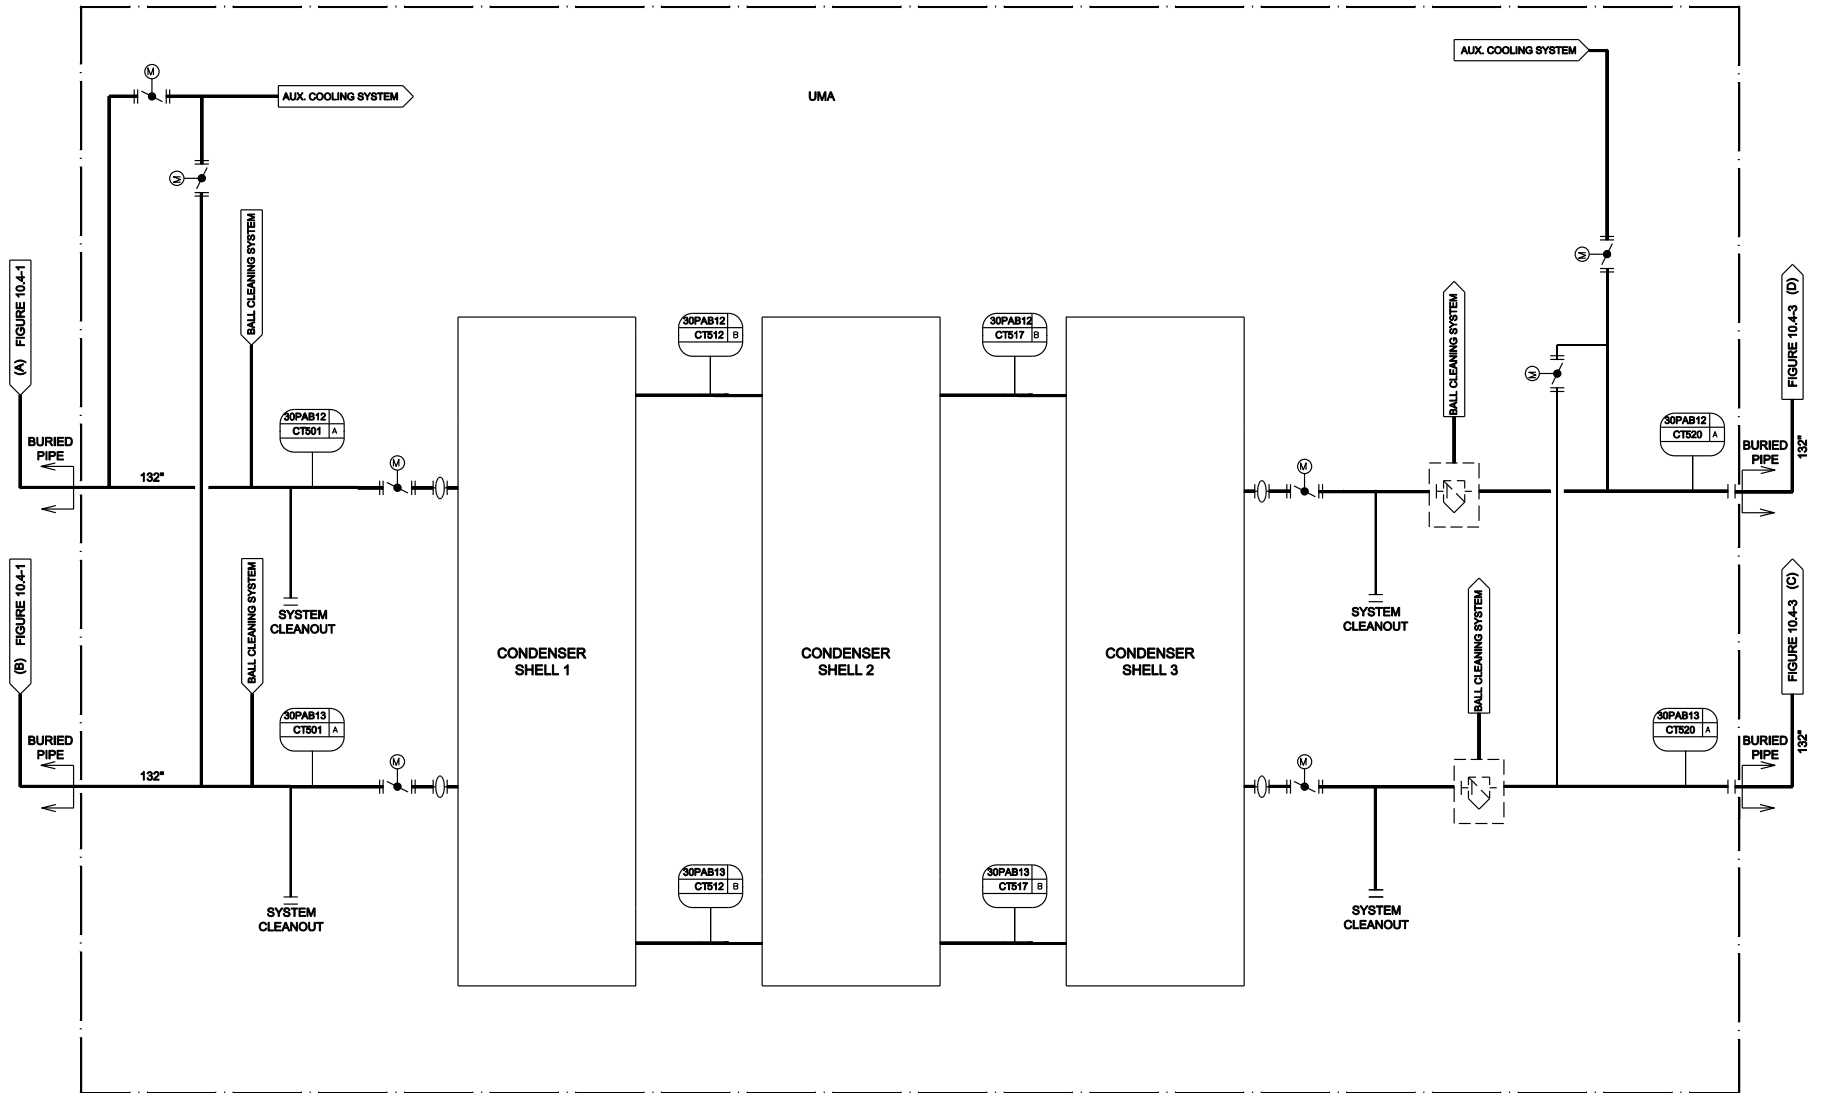 AUX. COOLING SYSTEM
M
AUX. COOLING SYSTEM
UMA
M
M
M
BALL CLEANING SYSTEM
(A) FIGURE 10.4-1
BALL CLEANING SYSTEM
FIGURE 10.4-3 (D)
30PAB12
CT512 B
30PAB12
CT517 B
30PAB12
CT501 A
30PAB12
CT520 A
BURIED
PIPE
132"
M
M
BURIED
PIPE
132"
SYSTEM
CLEANOUT
SYSTEM
CLEANOUT
(B) FIGURE 10.4-1
BALL CLEANING SYSTEM
CONDENSER
SHELL 1
CONDENSER
SHELL 2
CONDENSER
SHELL 3
BALL CLEANING SYSTEM
FIGURE 10.4-3 (C)
30PAB13
CT501 A
30PAB13
CT520 A
BURIED
PIPE
132"
M
M
BURIED
PIPE
132"
30PAB13
CT512 B
30PAB13
CT517 B
SYSTEM
CLEANOUT
SYSTEM
CLEANOUT